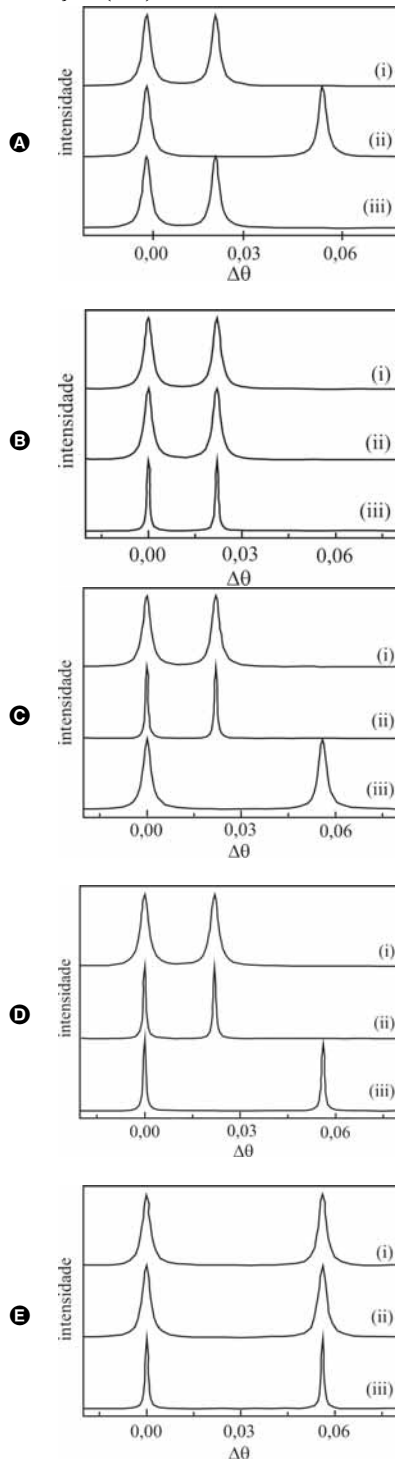 intensidade
(i)
(ii)
(iii)
A
0,00 0,03 0,06
Δθ
intensidade
(i)
(ii)
(iii)
B
0,00 0,03 0,06
Δθ
intensidade
(i)
(ii)
(iii)
C
0,00 0,03 0,06
Δθ
intensidade
(i)
(ii)
(iii)
D
0,00 0,03 0,06
Δθ
intensidade
(i)
(ii)
(iii)
E
0,00 0,03 0,06
Δθ